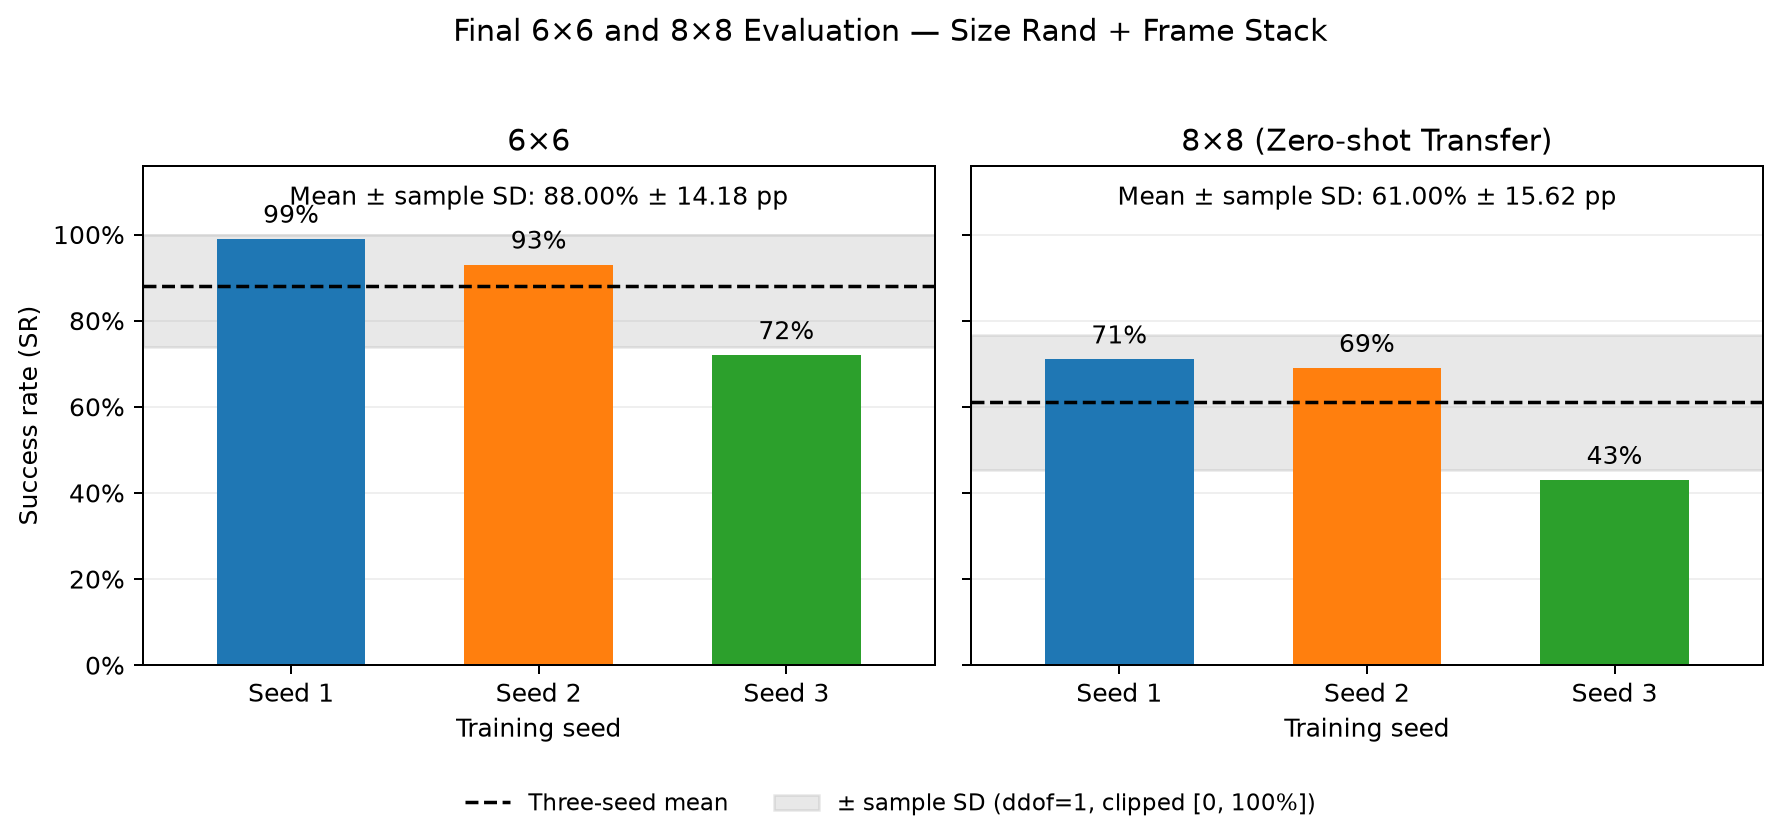 Final 6×6 and 8×8 Evaluation — Size Rand + Frame Stack
6×6
Mean ± sample SD: 88.00% ± 14.18 pp
99%
93%
72%
100%
80%
60%
40%
20%
0%
Success rate (SR)
Seed 1
Seed 2
Seed 3
Training seed
8×8 (Zero-shot Transfer)
Mean ± sample SD: 61.00% ± 15.62 pp
71%
69%
43%
Seed 1
Seed 2
Seed 3
Training seed
Three-seed mean
± sample SD (ddof=1, clipped [0, 100%])